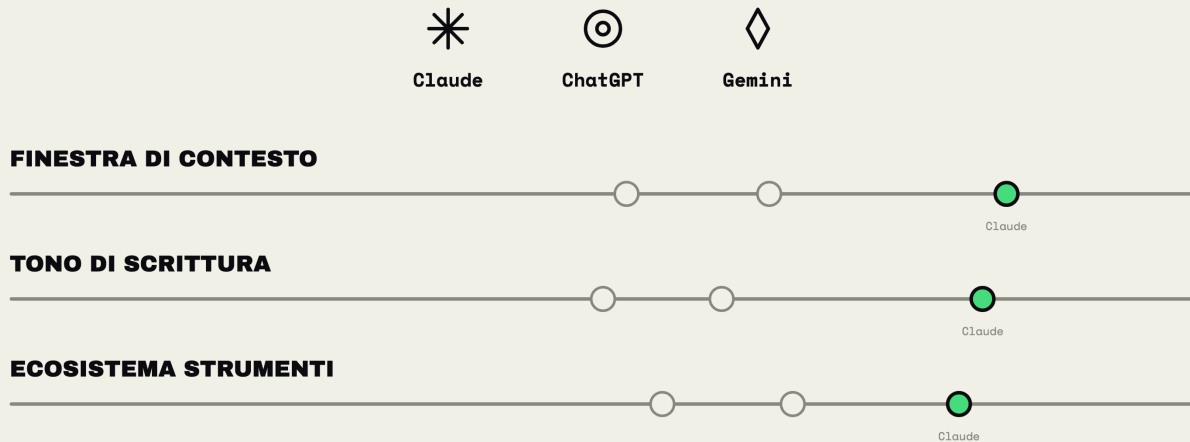 Claude ChatGPT Gemini
FINESTRA DI CONTESTO
Claude
TONO DI SCRITTURA
Claude
ECOSISTEMA STRUMENTI
Claude